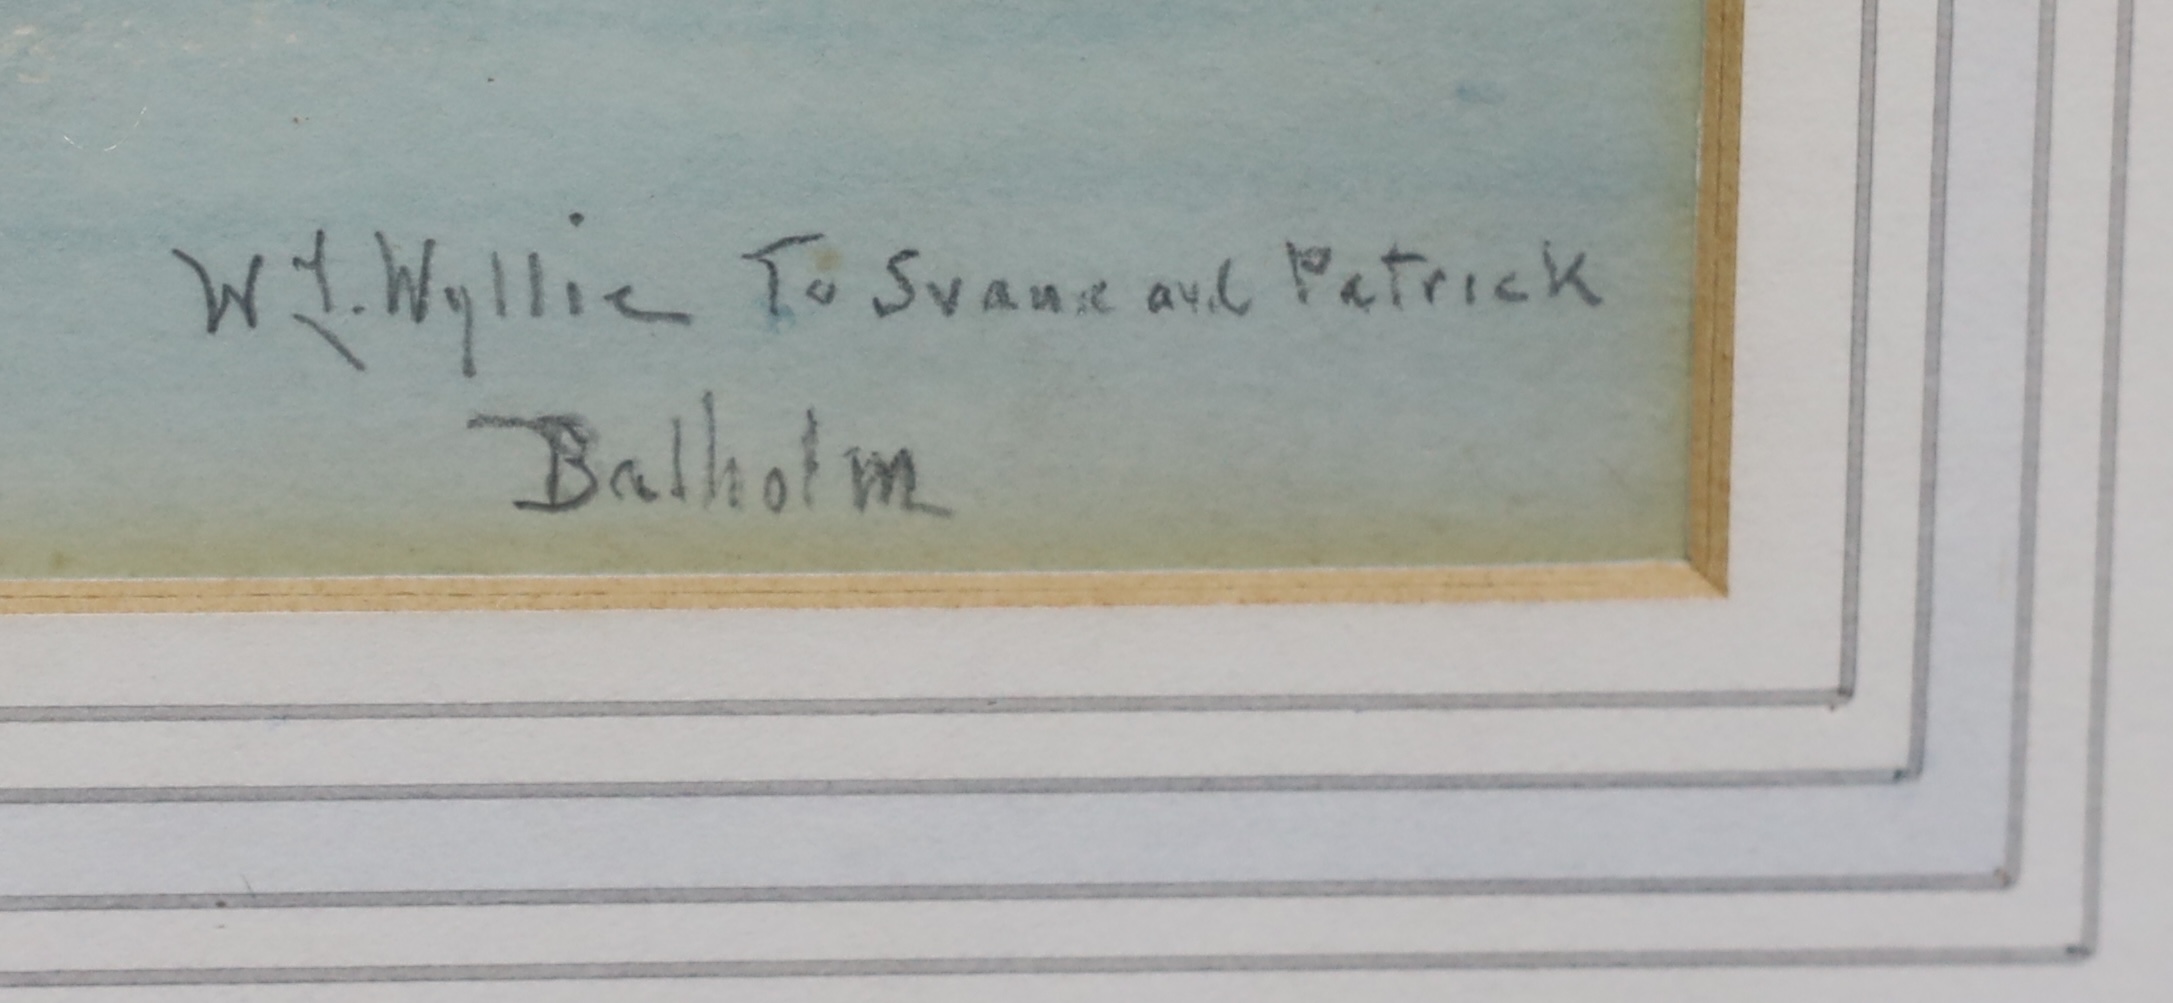 W L. Wyllie To Svane and Patrick
Balholm